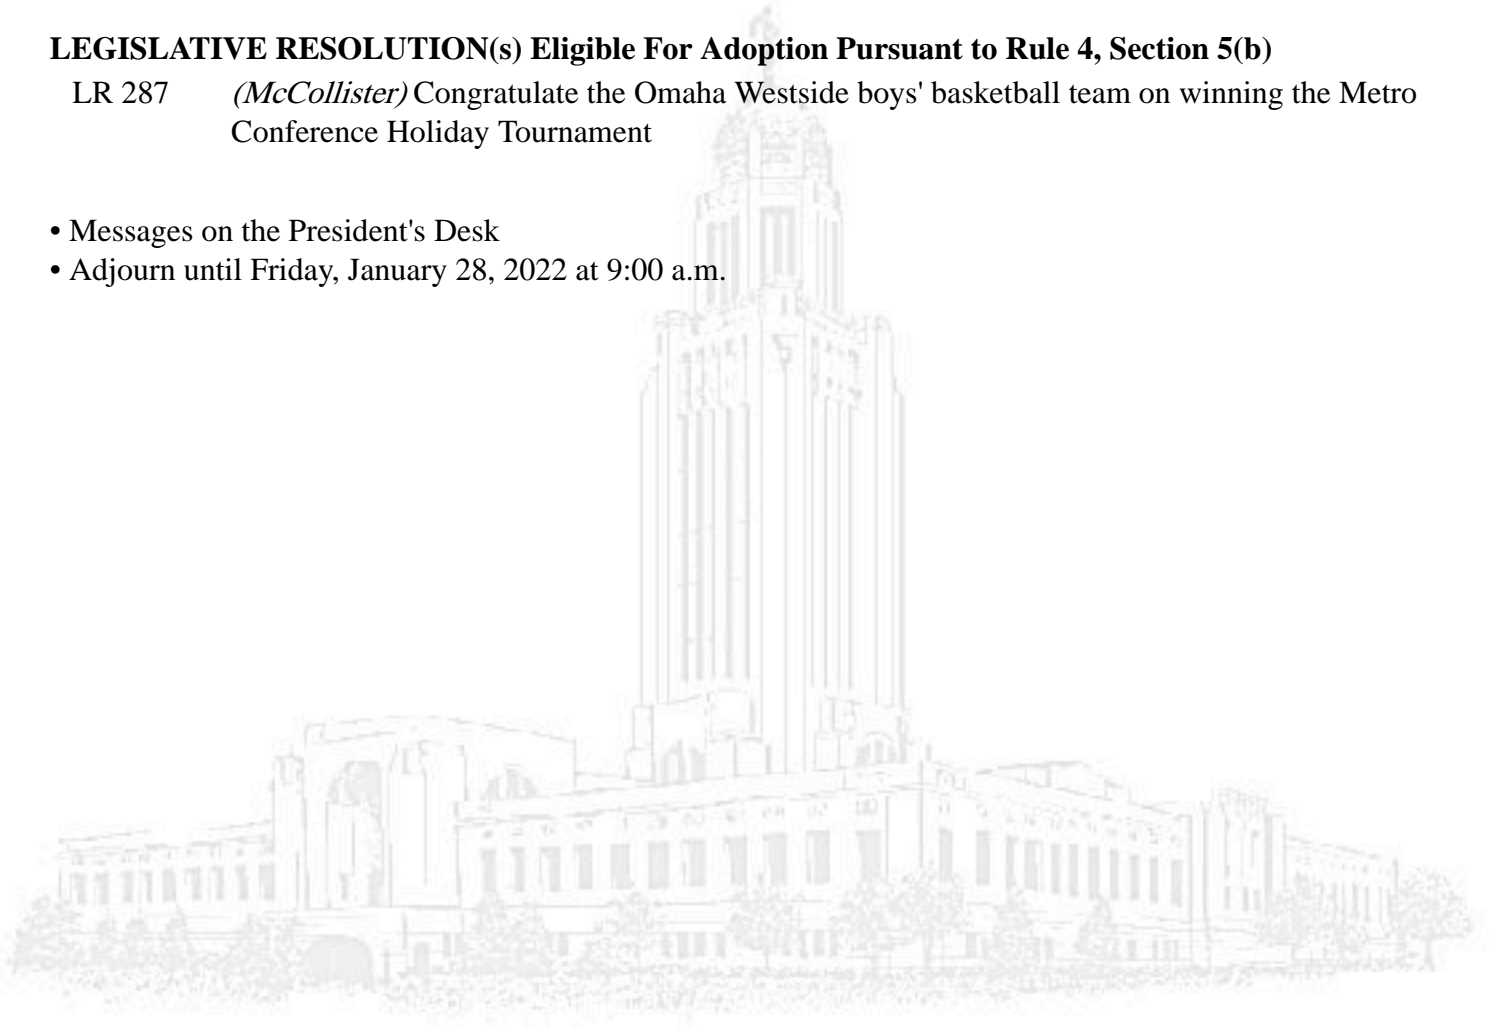 LEGISLATIVE RESOLUTION(s) Eligible For Adoption Pursuant to Rule 4, Section 5(b)
LR 287 (McCollister) Congratulate the Omaha Westside boys' basketball team on winning the Metro
Conference Holiday Tournament
• Messages on the President's Desk
• Adjourn until Friday, January 28, 2022 at 9:00 a.m.